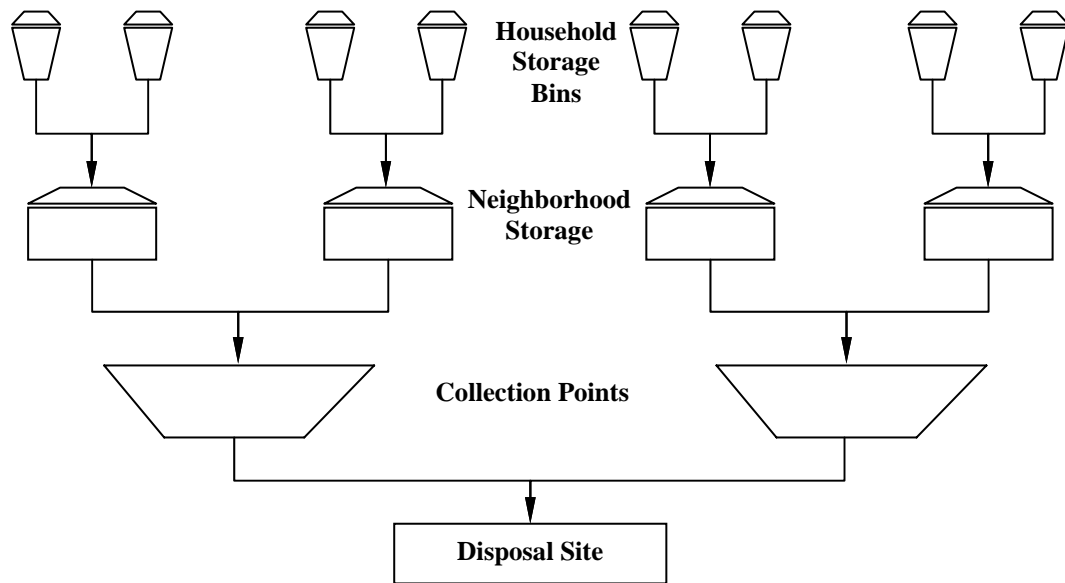 Household
Storage
Bins
Neighborhood
Storage
Collection Points
Disposal Site